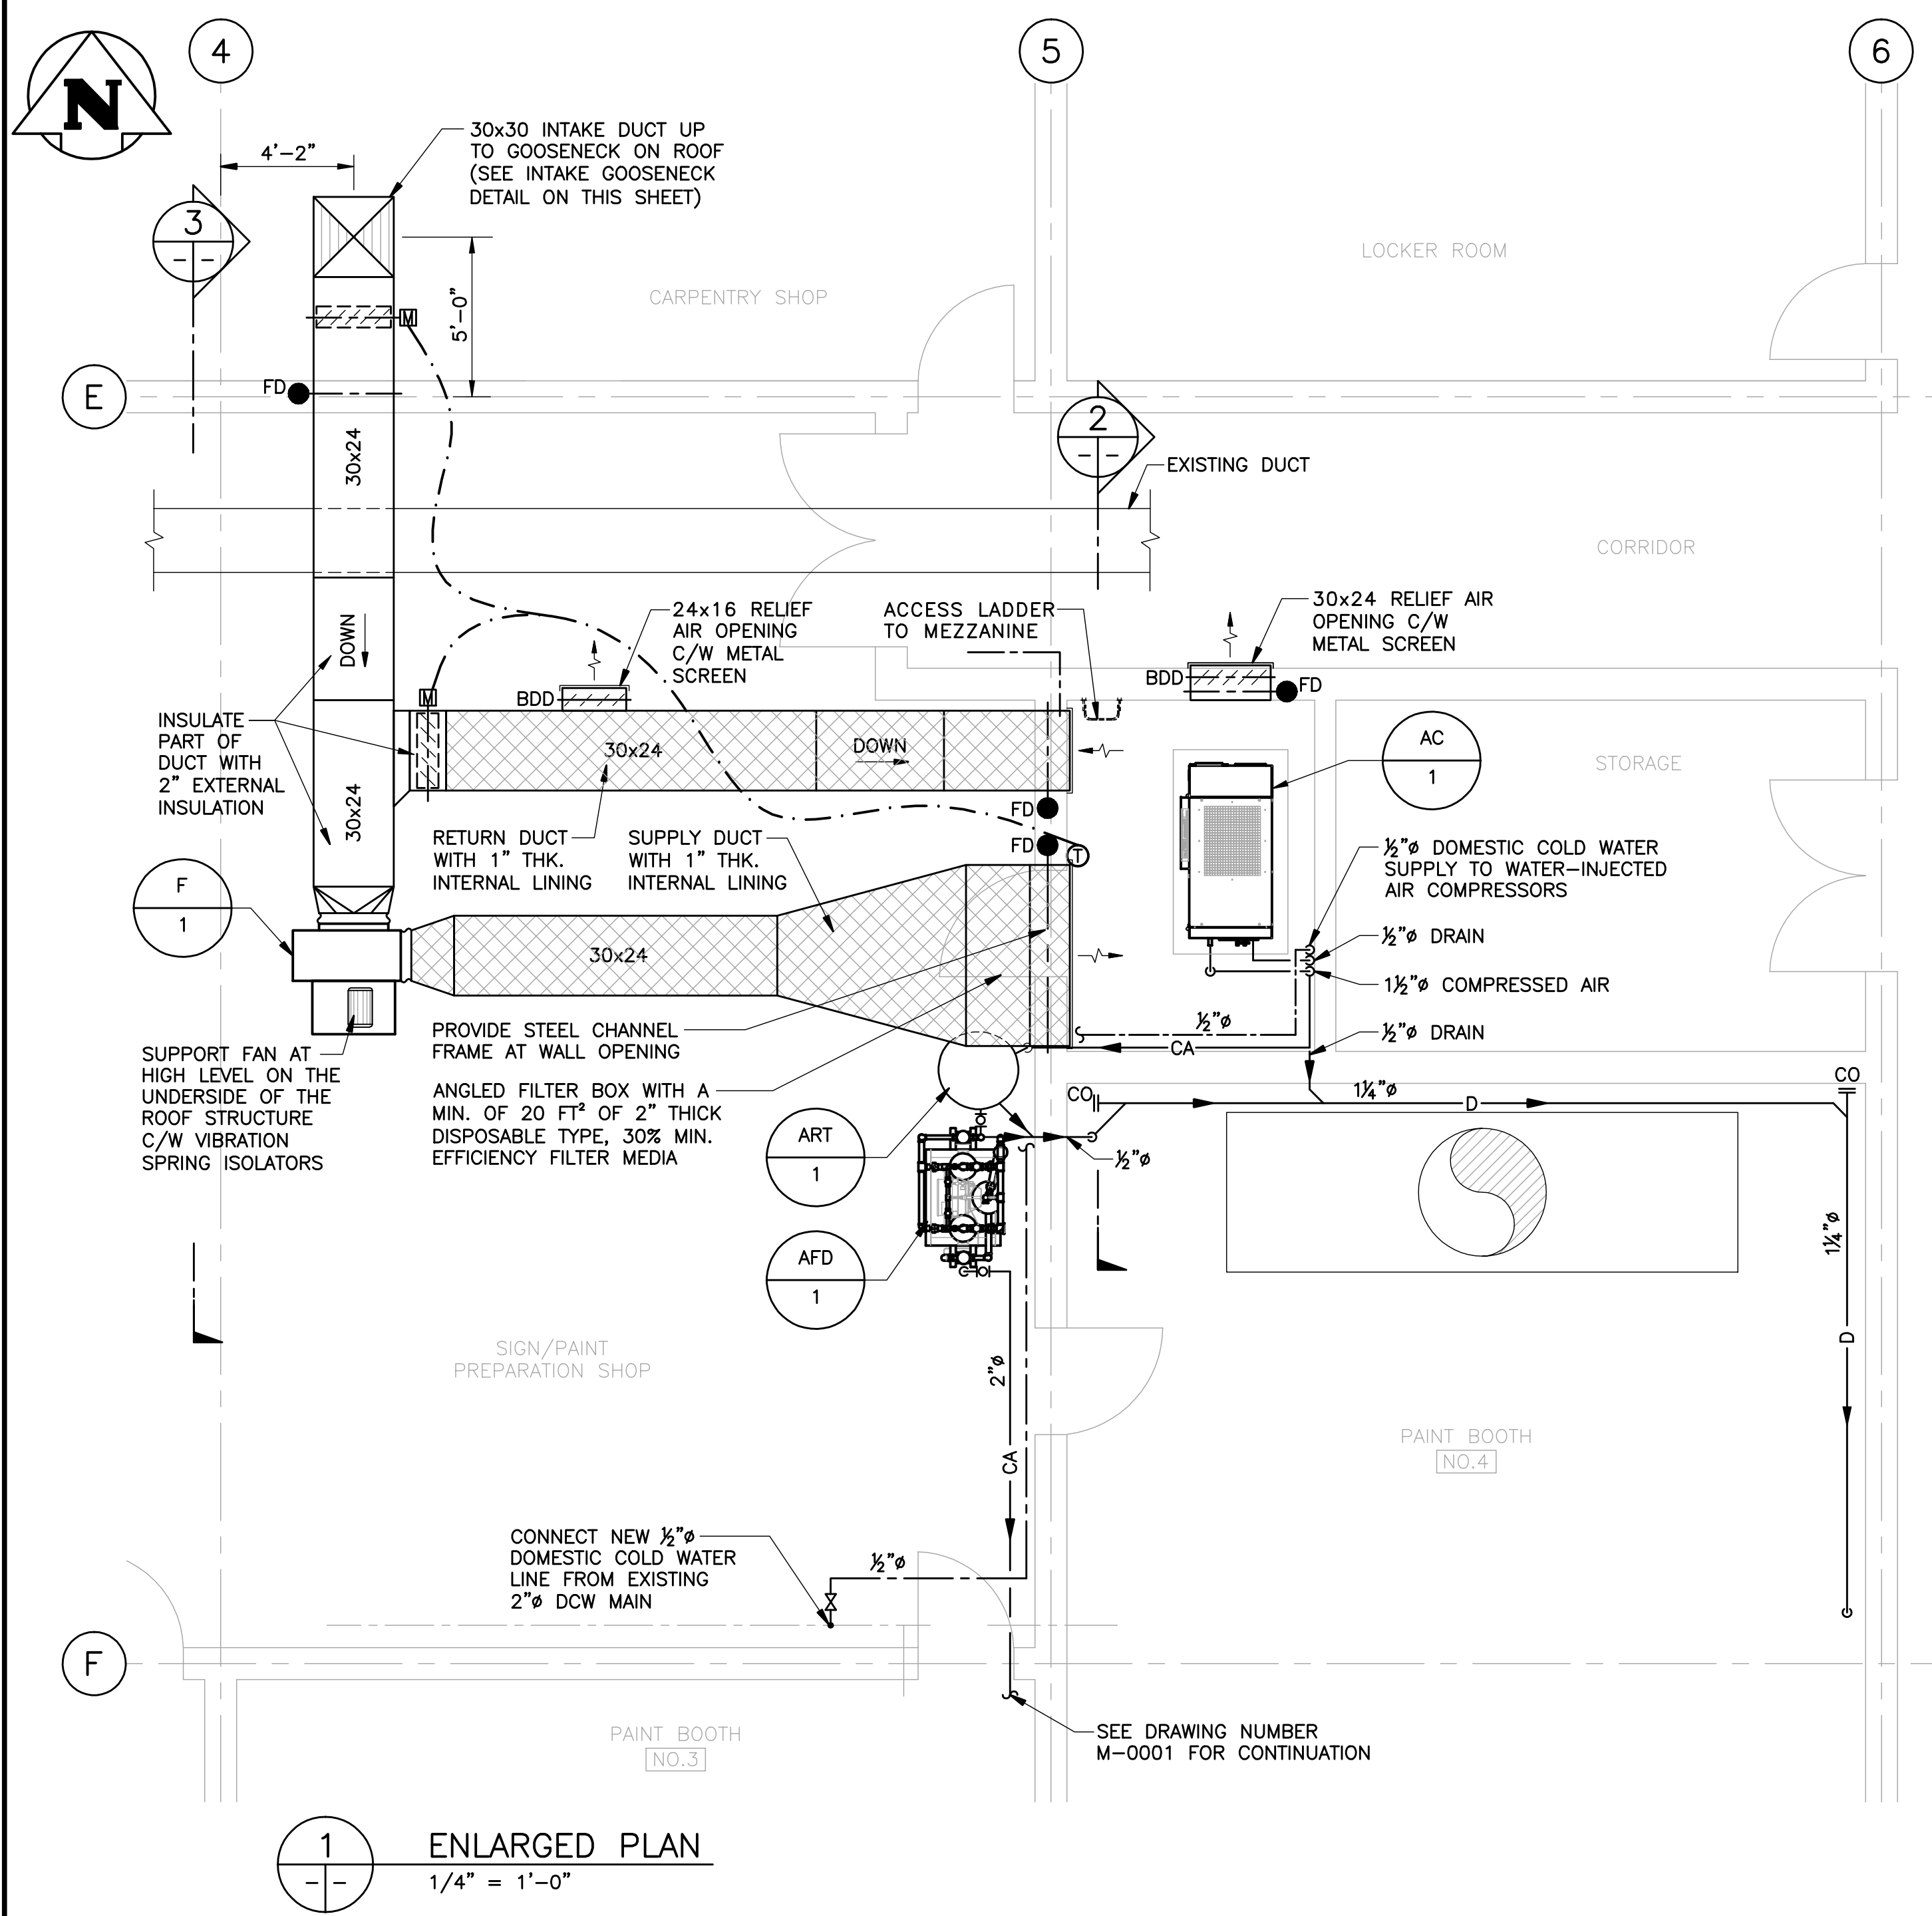 N
4
5
6
4'-2"
30x30 INTAKE DUCT UP
TO GOOSENECK ON ROOF
(SEE INTAKE GOOSENECK
DETAIL ON THIS SHEET)
3
- -
LOCKER ROOM
CARPENTRY SHOP
M
5'-0"
FD
E
2
- -
30x24
EXISTING DUCT
CORRIDOR
DOWN
24x16 RELIEF
AIR OPENING
C/W METAL
SCREEN
BDD
ACCESS LADDER
TO MEZZANINE
30x24 RELIEF AIR
OPENING C/W
METAL SCREEN
BDD
FD
M
INSULATE
PART OF
DUCT WITH
2" EXTERNAL
INSULATION
30x24
DOWN
30x24
AC
1
STORAGE
FD
FD
T
RETURN DUCT
WITH 1" THK.
INTERNAL LINING
SUPPLY DUCT
WITH 1" THK.
INTERNAL LINING
½"ø DOMESTIC COLD WATER
SUPPLY TO WATER-INJECTED
AIR COMPRESSORS
F
1
30x24
½"ø DRAIN
1½"ø COMPRESSED AIR
½"ø
CA
½"ø DRAIN
PROVIDE STEEL CHANNEL
FRAME AT WALL OPENING
SUPPORT FAN AT
HIGH LEVEL ON THE
UNDERSIDE OF THE
ROOF STRUCTURE
C/W VIBRATION
SPRING ISOLATORS
ANGLED FILTER BOX WITH A
MIN. OF 20 FT² OF 2" THICK
DISPOSABLE TYPE, 30% MIN.
EFFICIENCY FILTER MEDIA
CO
1¼"ø
D
CO
ART
1
½"ø
AFD
1
1¼"ø
D
SIGN/PAINT
PREPARATION SHOP
2"ø
CA
PAINT BOOTH
NO.4
CONNECT NEW ½"ø
DOMESTIC COLD WATER
LINE FROM EXISTING
2"ø DCW MAIN
½"ø
F
PAINT BOOTH
NO.3
SEE DRAWING NUMBER
M-0001 FOR CONTINUATION
1
- -
ENLARGED PLAN
1/4" = 1'-0"